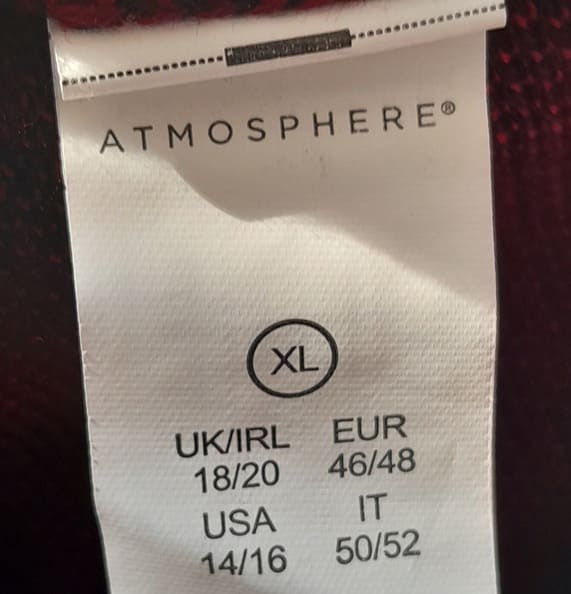 ATMOSPHERE®
XL
UK/IRL EUR
18/20 46/48
USA IT
14/16 50/52